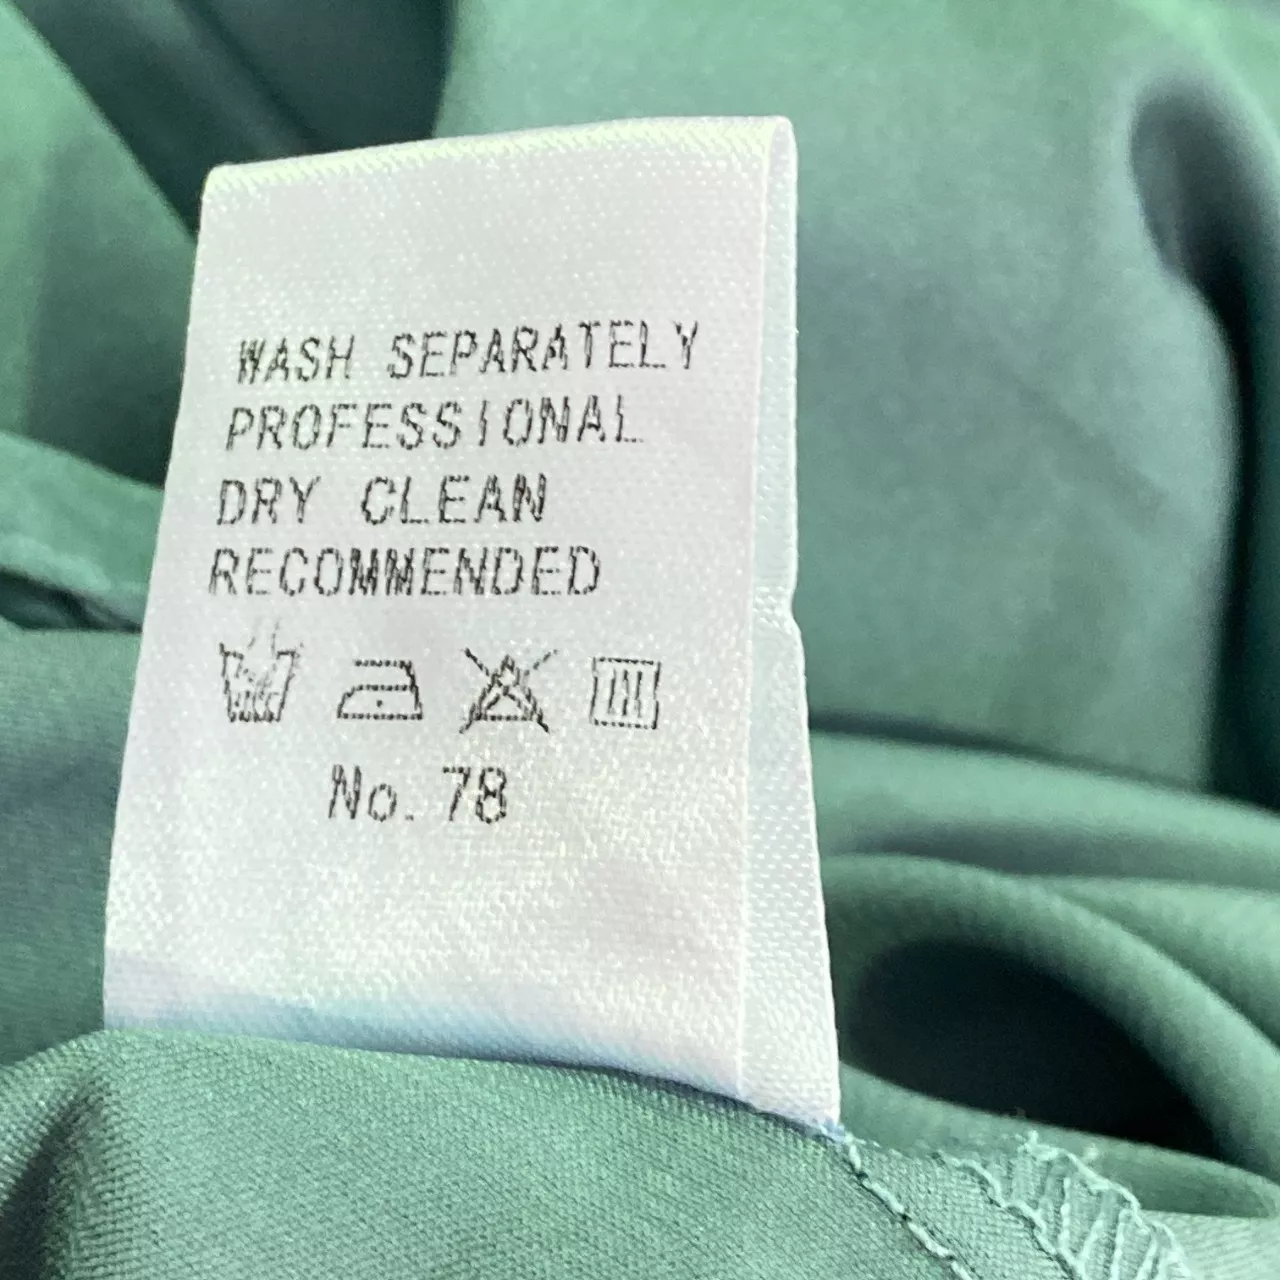 WASH SEPARATELY
PROFESSIONAL
DRY CLEAN
RECOMMENDED
No. 78